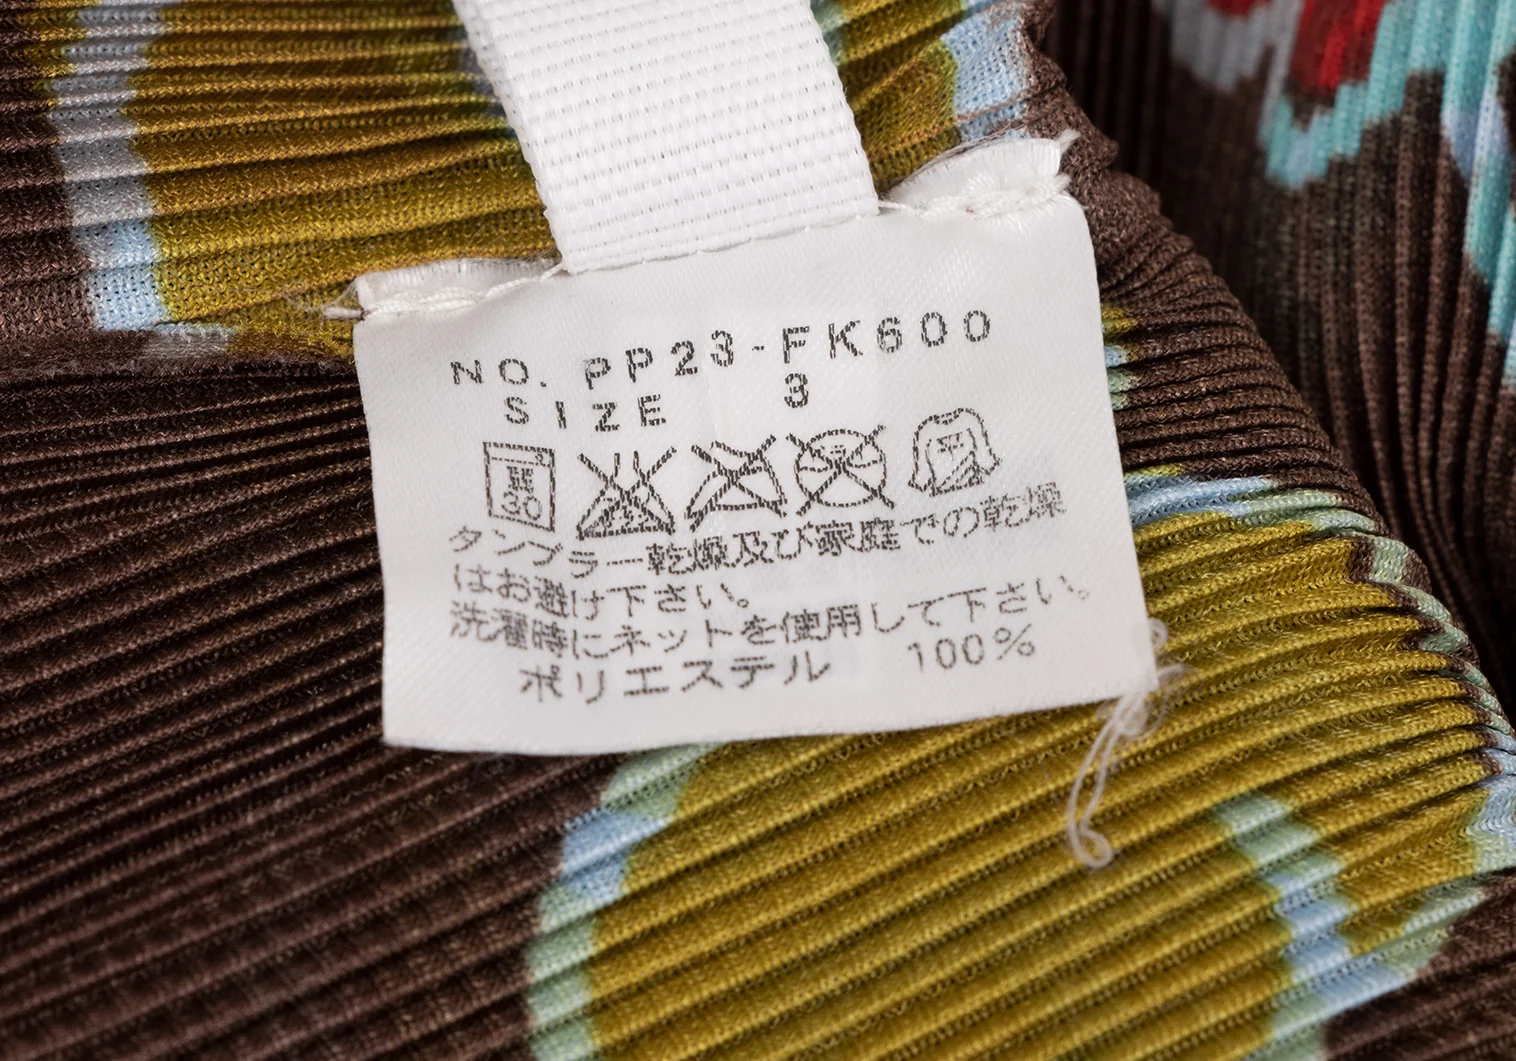 NO. PP23-FK600
SIZE 3
30
タンブラー乾燥及び家庭での乾燥
はお避け下さい。
洗濯時にネットを使用して下さい。
ポリエステル 100%